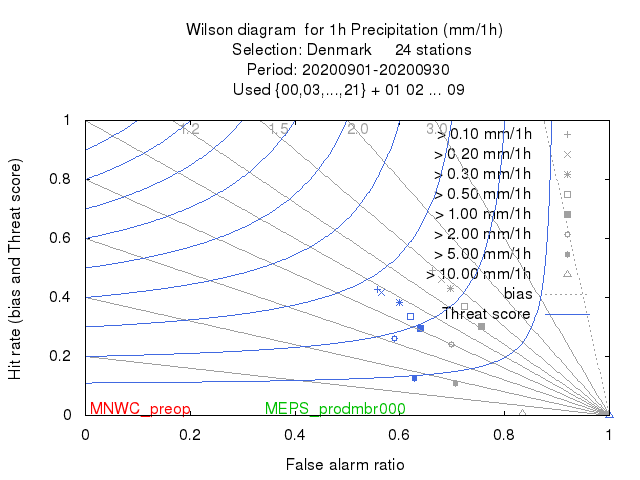 Wilson diagram for 1h Precipitation (mm/1h)
Selection: Denmark 24 stations
Period: 20200901-20200930
Used {00,03,...,21} + 01 02 ... 09
1.2 1.5 2.0 3.0
> 0.10 mm/1h
> 0.20 mm/1h
> 0.30 mm/1h
> 0.50 mm/1h
> 1.00 mm/1h
> 2.00 mm/1h
> 5.00 mm/1h
> 10.00 mm/1h
bias
Threat score
Hit rate (bias and Threat score)
1
0.8
0.6
0.4
0.2
0
MNWC_preop MEPS_prodmbr000
0 0.2 0.4 0.6 0.8 1
False alarm ratio